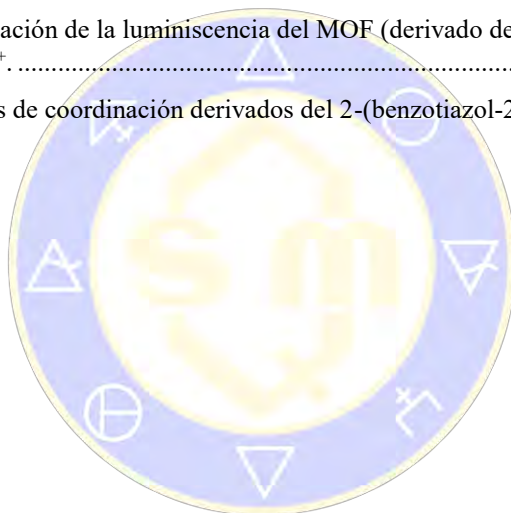 ación de la luminiscencia del MOF (derivado de
+. ..........................................................................................
s de coordinación derivados del 2-(benzotiazol-2
S m